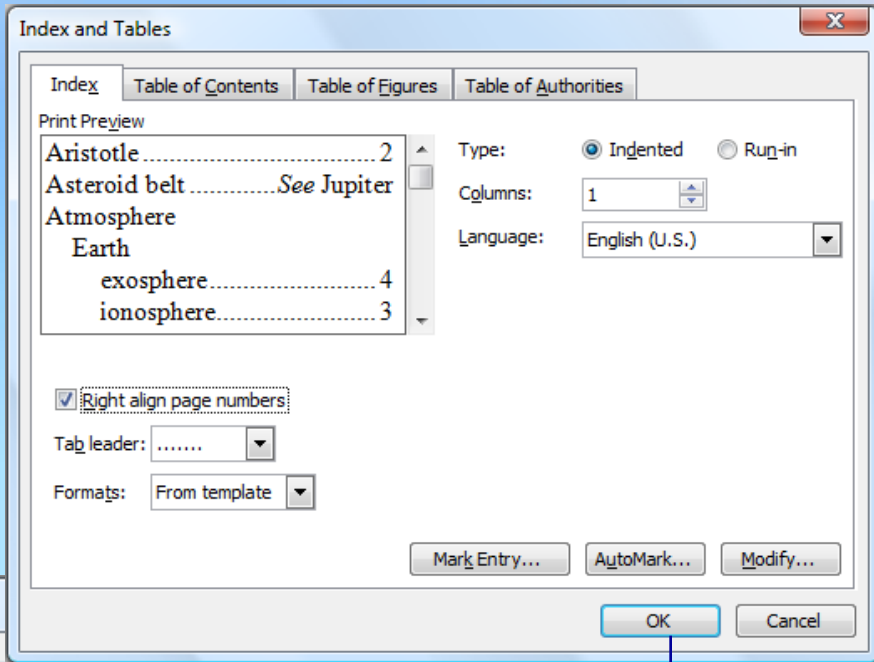 Index and Tables
Index Table of Contents Table of Figures Table of Authorities
Print Preview
Aristotle ........................................ 2
Asteroid belt .............See Jupiter
Atmosphere
Earth
exosphere............................ 4
ionosphere........................... 3
Type: Indented Run-in
Columns: 1
Language: English (U.S.)
Right align page numbers
Tab leader: .......
Formats: From template
Mark Entry... AutoMark... Modify...
OK Cancel